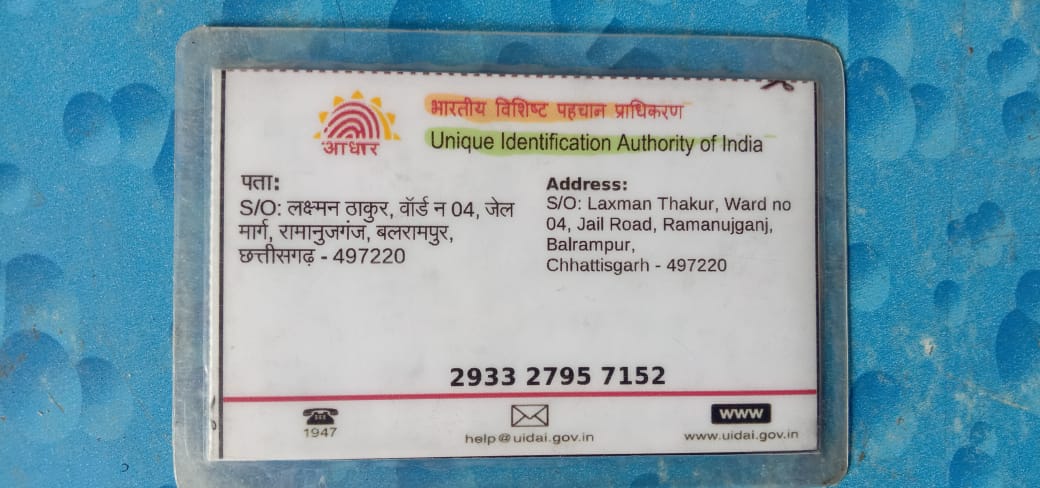 आधार
भारतीय विशिष्ट पहचान प्राधिकरण
Unique Identification Authority of India
पता:
S/O: लक्ष्मन ठाकुर, वॉर्ड न 04, जेल
मार्ग, रामानुजगंज, बलरामपुर,
छत्तीसगढ़ - 497220
Address:
S/O: Laxman Thakur, Ward no
04, Jail Road, Ramanujganj,
Balrampur,
Chhattisgarh - 497220
2933 2795 7152
1947
help@uidai.gov.in
www
www.uidai.gov.in